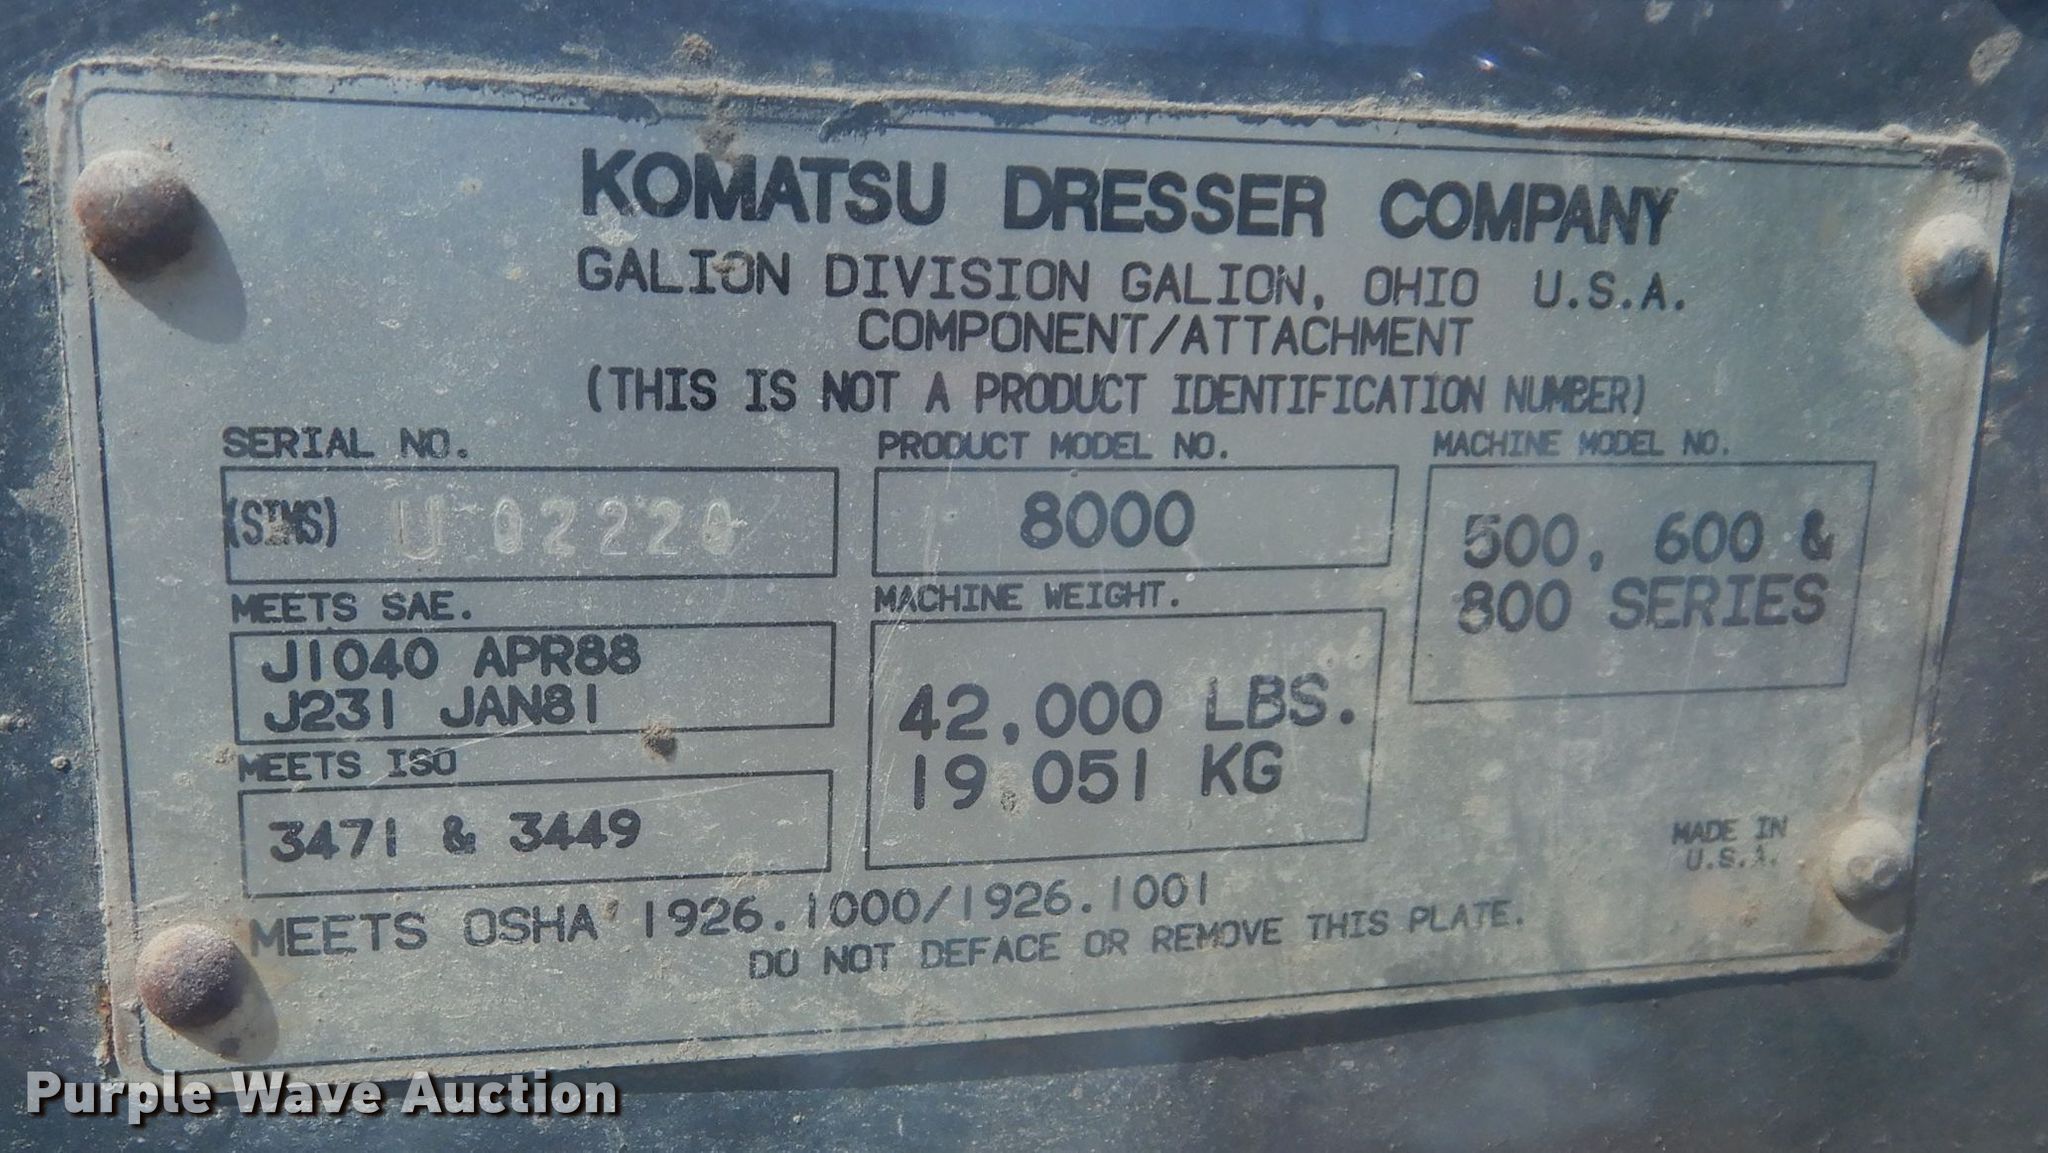 KOMATSU DRESSER COMPANY
GALION DIVISION GALION, OHIO U.S.A.
COMPONENT/ATTACHMENT
(THIS IS NOT A PRODUCT IDENTIFICATION NUMBER)
SERIAL NO.
(SIMS) U 02220
PRODUCT MODEL NO.
8000
MACHINE MODEL NO.
500, 600 &
800 SERIES
MEETS SAE.
J1040 APR88
J231 JAN81
MACHINE WEIGHT.
42,000 LBS.
19,051 KG
MEETS ISO
3471 & 3449
MADE IN
U.S.A.
MEETS OSHA 1926.1000/1926.1001
DO NOT DEFACE OR REMOVE THIS PLATE.
Purple Wave Auction